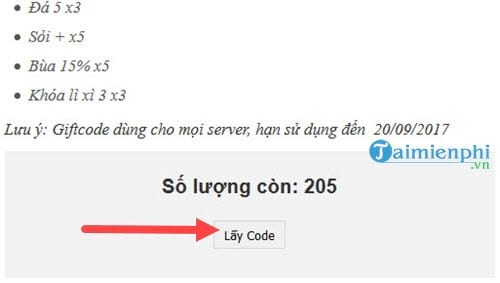 Đá 5 x3
Sỏi + x5
Bùa 15% x5
Khóa lì xì 3 x3
Lưu ý: Giftcode dùng cho mọi server, hạn sử dụng đến 20/09/2017
Taimienphi
.vn
Số lượng còn: 205
Lấy Code